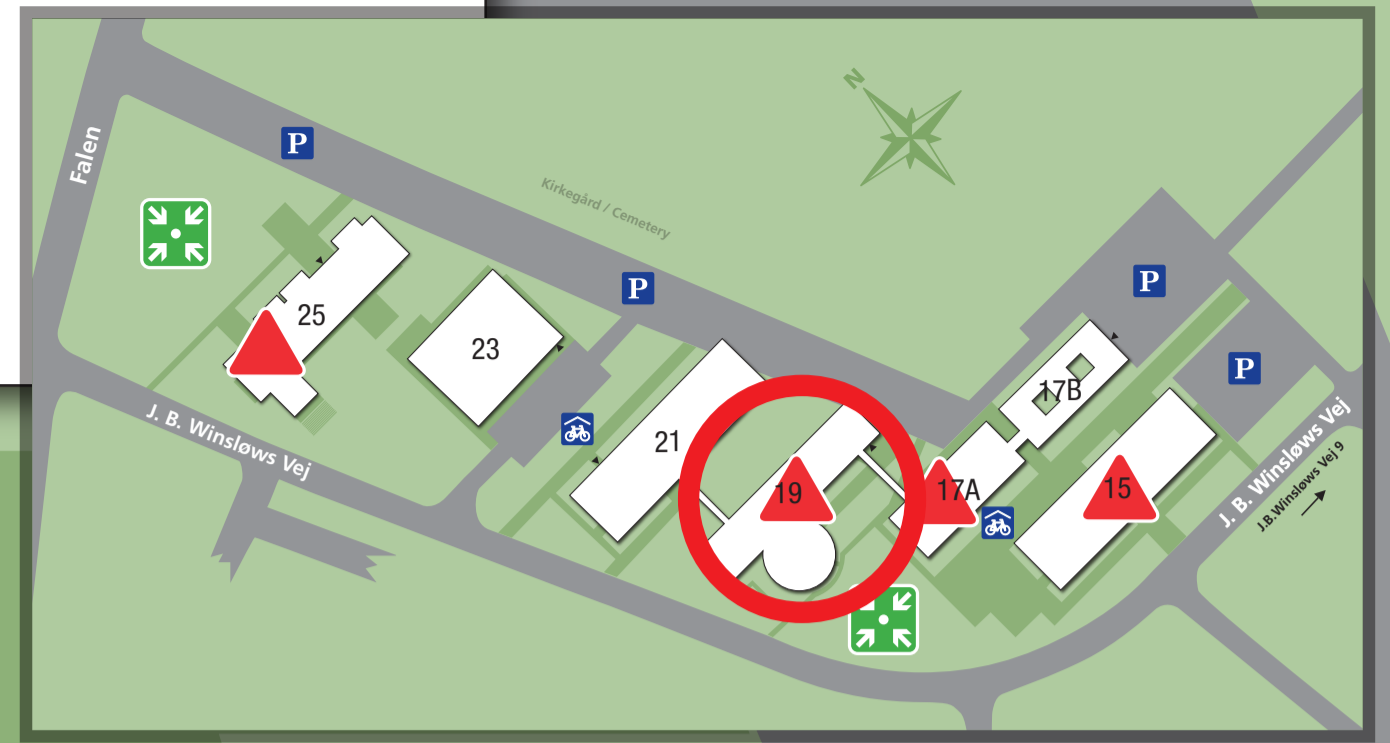 N
Falen
P
Kirkegård / Cemetery
P
P
25
23
P
17B
21
19
17A
15
J. B. Winsløws Vej
J. B. Winsløws Vej
J.B.Winsløws Vej 9